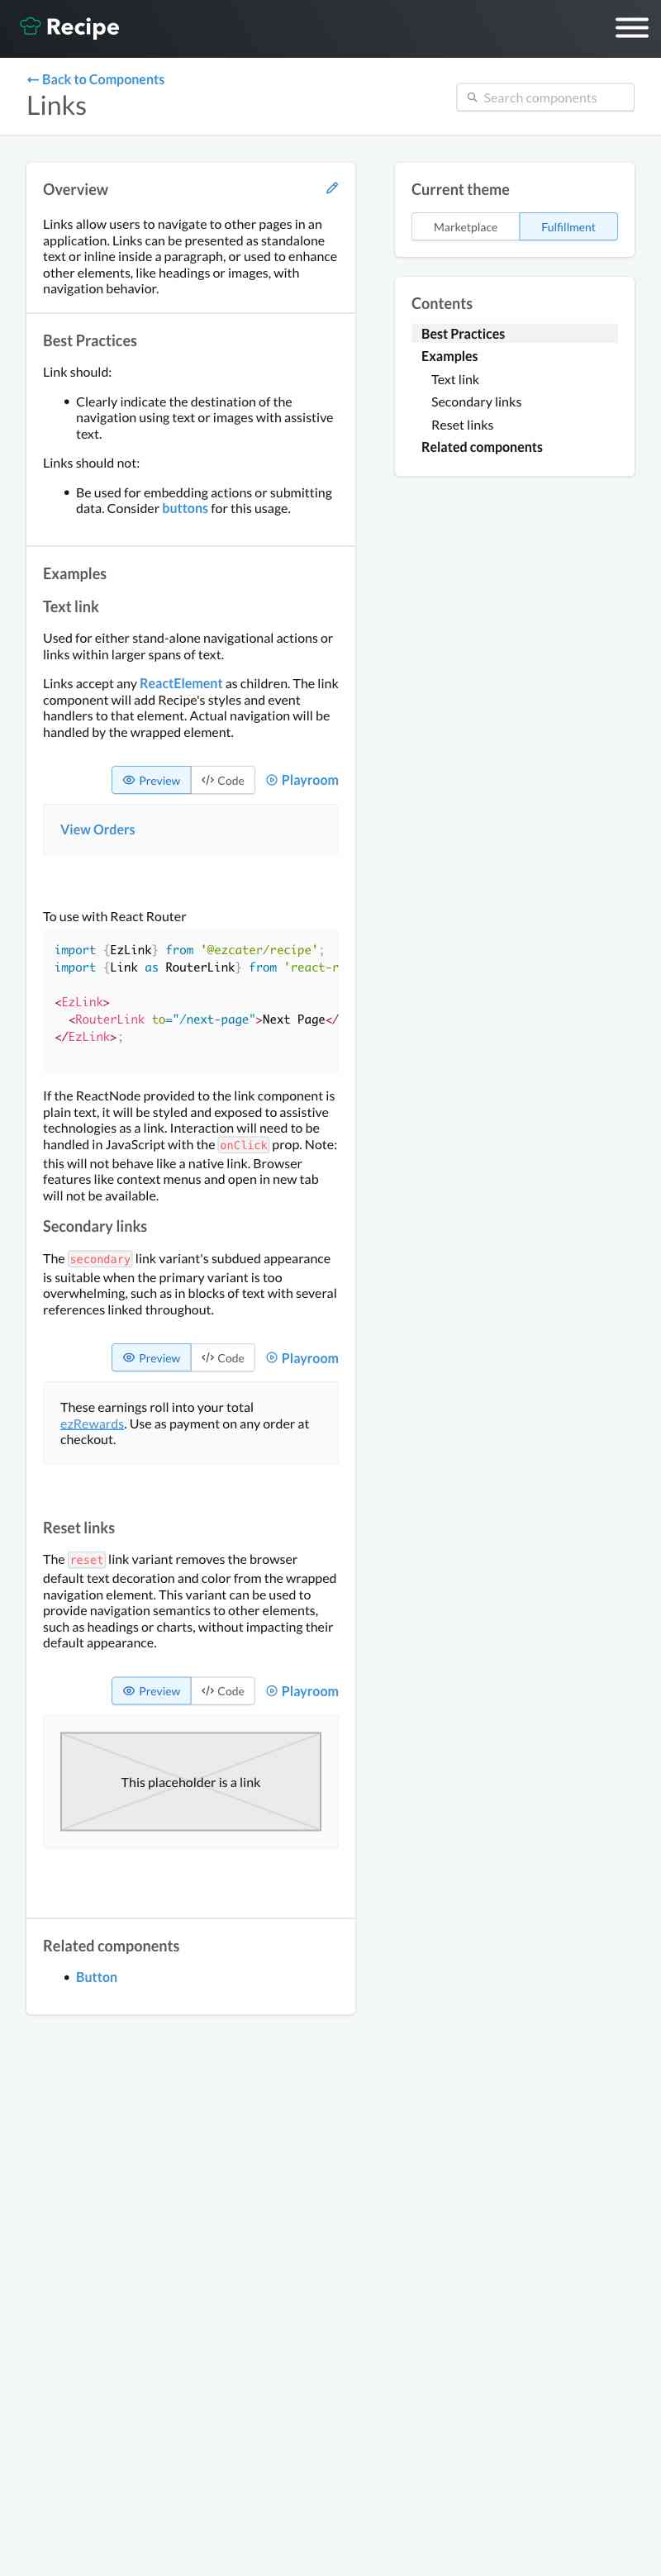 Recipe
← Back to Components
Links
Search components
Overview
Links allow users to navigate to other pages in an
application. Links can be presented as standalone
text or inline inside a paragraph, or used to enhance
other elements, like headings or images, with
navigation behavior.
Best Practices
Link should:
• Clearly indicate the destination of the
navigation using text or images with assistive
text.
Links should not:
• Be used for embedding actions or submitting
data. Consider buttons for this usage.
Examples
Text link
Used for either stand-alone navigational actions or
links within larger spans of text.
Links accept any ReactElement as children. The link
component will add Recipe's styles and event
handlers to that element. Actual navigation will be
handled by the wrapped element.
Preview
Code
Playroom
View Orders
To use with React Router
import {EzLink} from '@ezcater/recipe';
import {Link as RouterLink} from 'react-r
<EzLink>
<RouterLink to="/next-page">Next Page</
</EzLink>;
If the ReactNode provided to the link component is
plain text, it will be styled and exposed to assistive
technologies as a link. Interaction will need to be
handled in JavaScript with the onClick prop. Note:
this will not behave like a native link. Browser
features like context menus and open in new tab
will not be available.
Secondary links
The secondary link variant's subdued appearance
is suitable when the primary variant is too
overwhelming, such as in blocks of text with several
references linked throughout.
Preview
Code
Playroom
These earnings roll into your total
ezRewards. Use as payment on any order at
checkout.
Reset links
The reset link variant removes the browser
default text decoration and color from the wrapped
navigation element. This variant can be used to
provide navigation semantics to other elements,
such as headings or charts, without impacting their
default appearance.
Preview
Code
Playroom
This placeholder is a link
Related components
• Button
Current theme
Marketplace
Fulfillment
Contents
Best Practices
Examples
Text link
Secondary links
Reset links
Related components